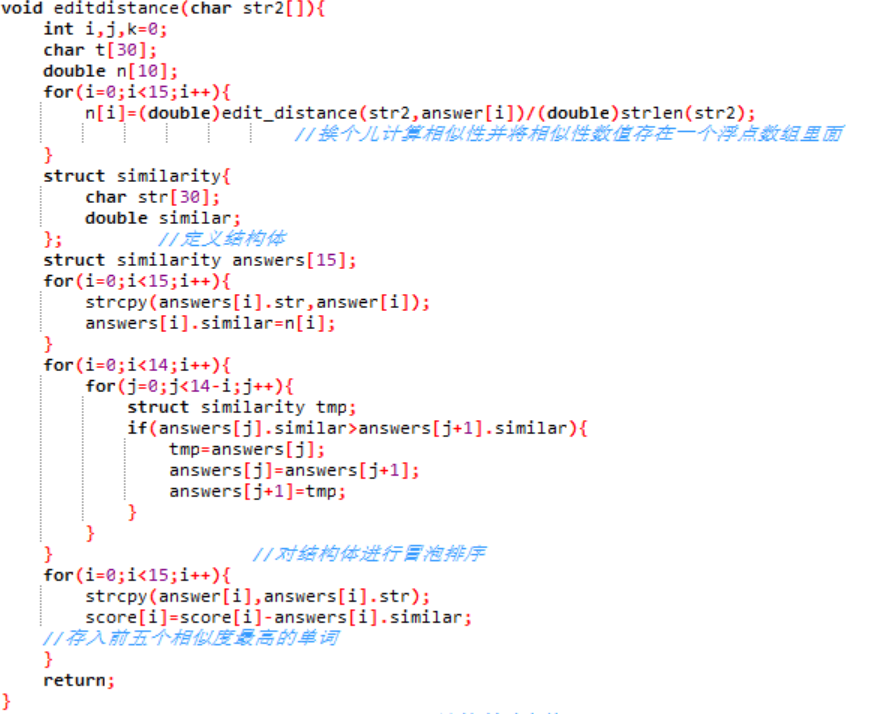 void editdistance(char str2[]){
    int i,j,k=0;
    char t[30];
    double n[10];
    for(i=0;i<15;i++){
        n[i]=(double)edit_distance(str2,answer[i])/(double)strlen(str2);
                            //挨个儿计算相似性并将相似性数值存在一个浮点数组里面
    }
    struct similarity{
        char str[30];
        double similar;
    };         //定义结构体
    struct similarity answers[15];
    for(i=0;i<15;i++){
        strcpy(answers[i].str,answer[i]);
        answers[i].similar=n[i];
    }
    for(i=0;i<14;i++){
        for(j=0;j<14-i;j++){
            struct similarity tmp;
            if(answers[j].similar>answers[j+1].similar){
                tmp=answers[j];
                answers[j]=answers[j+1];
                answers[j+1]=tmp;
            }
        }
    }                   //对结构体进行冒泡排序
    for(i=0;i<15;i++){
        strcpy(answer[i],answers[i].str);
        score[i]=score[i]-answers[i].similar;
    //存入前五个相似度最高的单词
    }
    return;
}